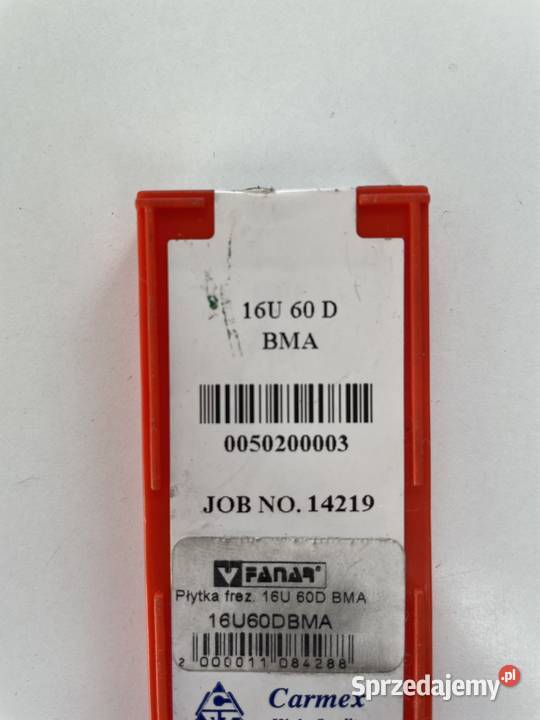 16U 60 D
BMA
0050200003
JOB NO. 14219
FANAR®
Płytka frez. 16U 60D BMA
16U60DBMA
2 000011 084288
Carmex
Sprzedajemy.pl